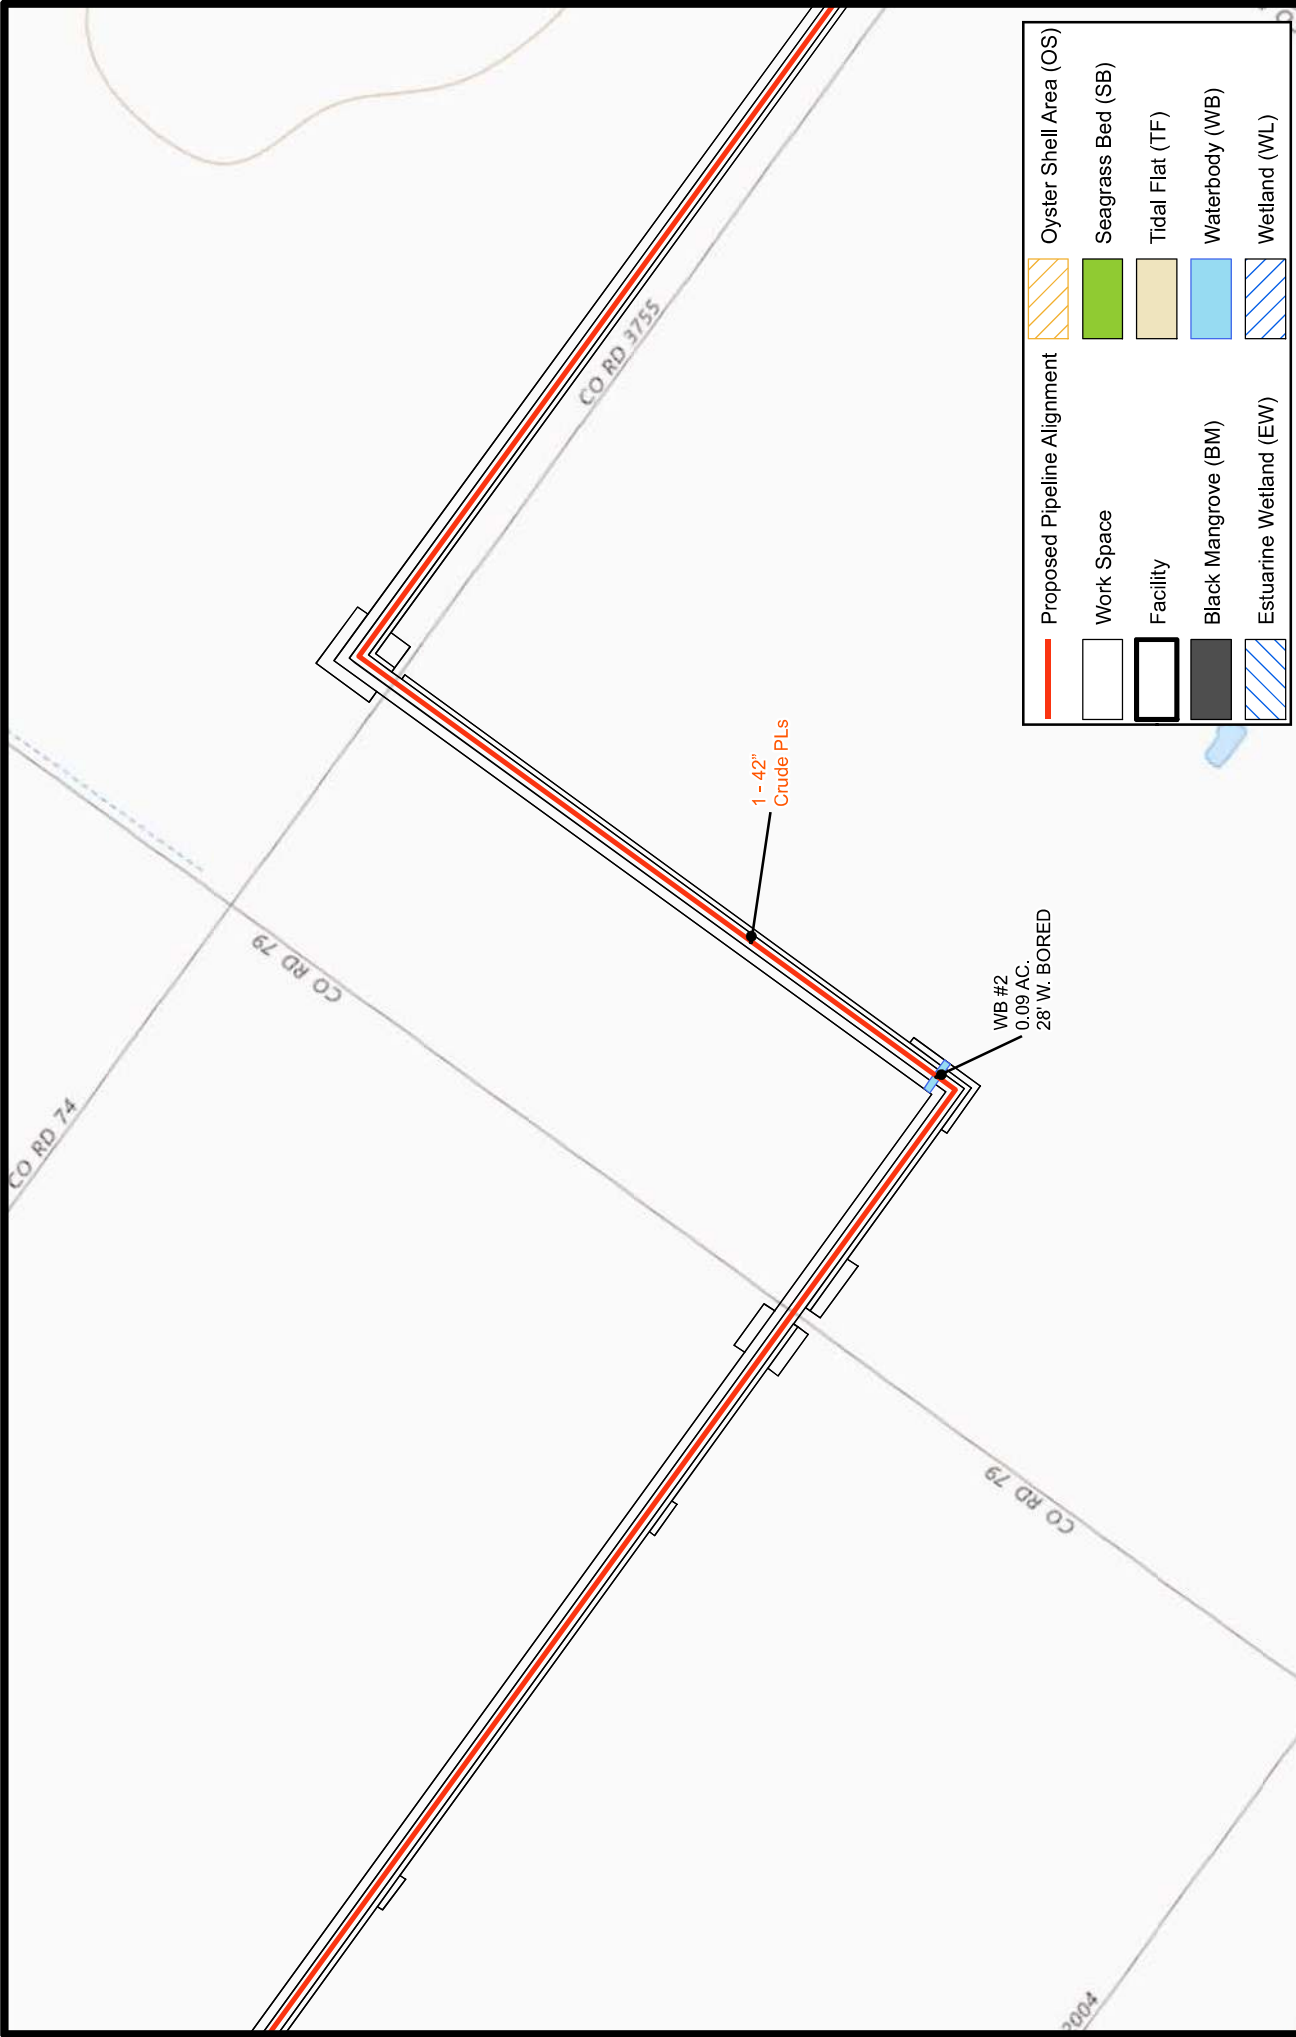 CO RD 74
CO RD 79
CO RD 3755
1 - 42"
Crude PLs
WB #2
0.09 AC.
28' W. BORED
CO RD 79
2004
Proposed Pipeline Alignment
Work Space
Facility
Black Mangrove (BM)
Estuarine Wetland (EW)
Oyster Shell Area (OS)
Seagrass Bed (SB)
Tidal Flat (TF)
Waterbody (WB)
Wetland (WL)